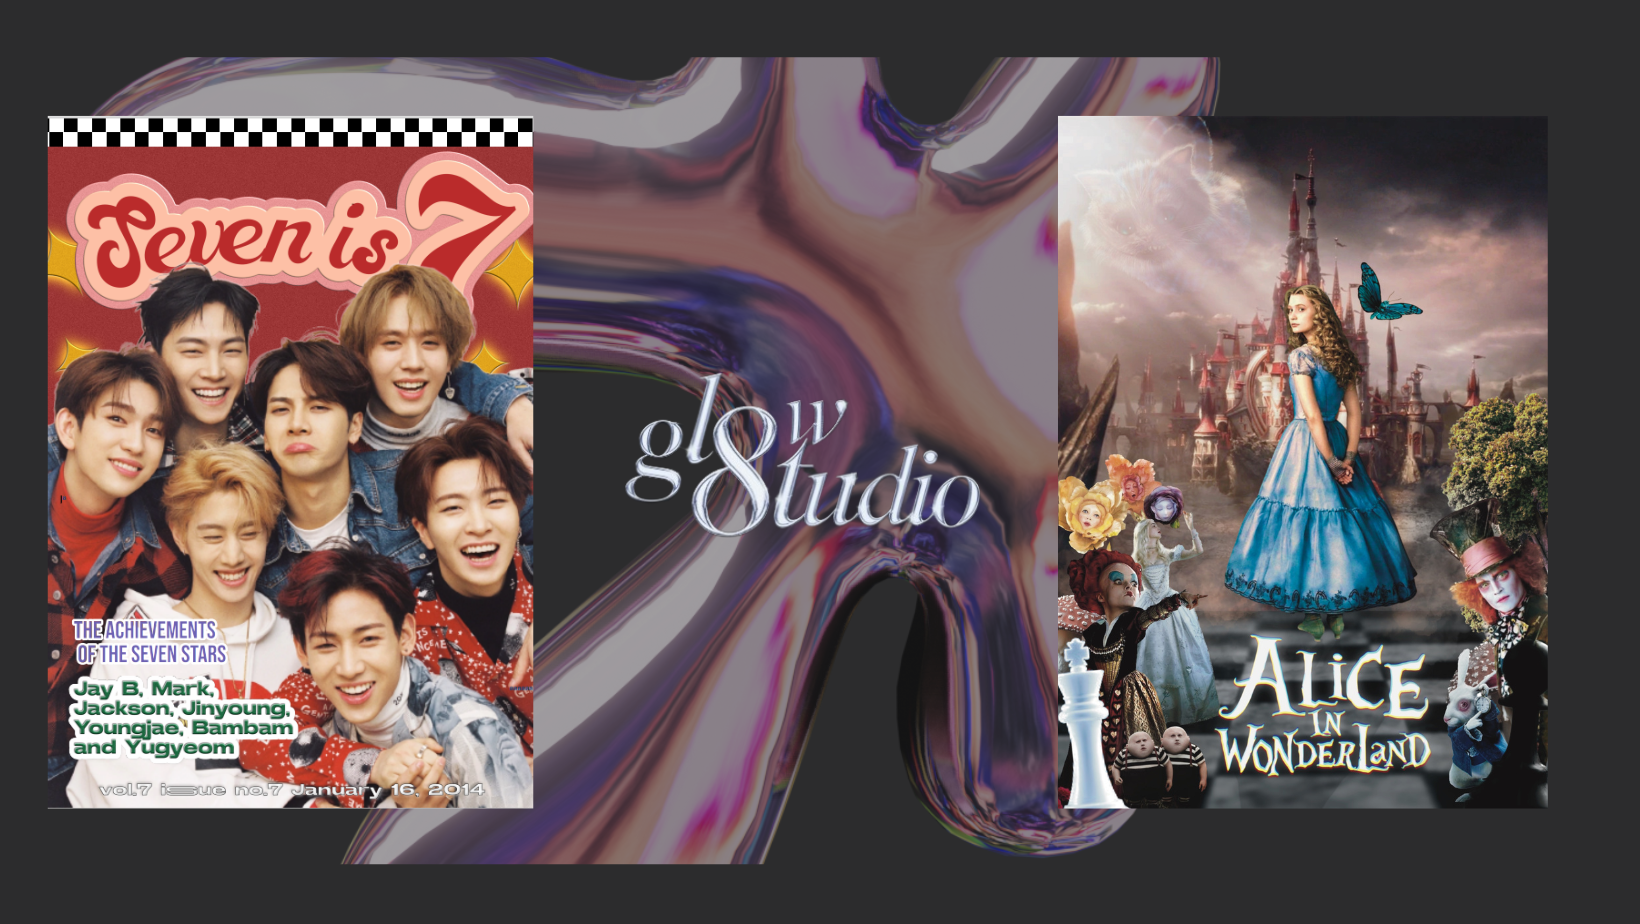 Seven is 7
THE ACHIEVEMENTS
OF THE SEVEN STARS
Jay B, Mark,
Jackson, Jinyoung,
Youngjae, Bambam
and Yugyeom
vol.7 issue no.7 January 16, 2014
glow
Studio
ALiCE
IN
WONDERLaND